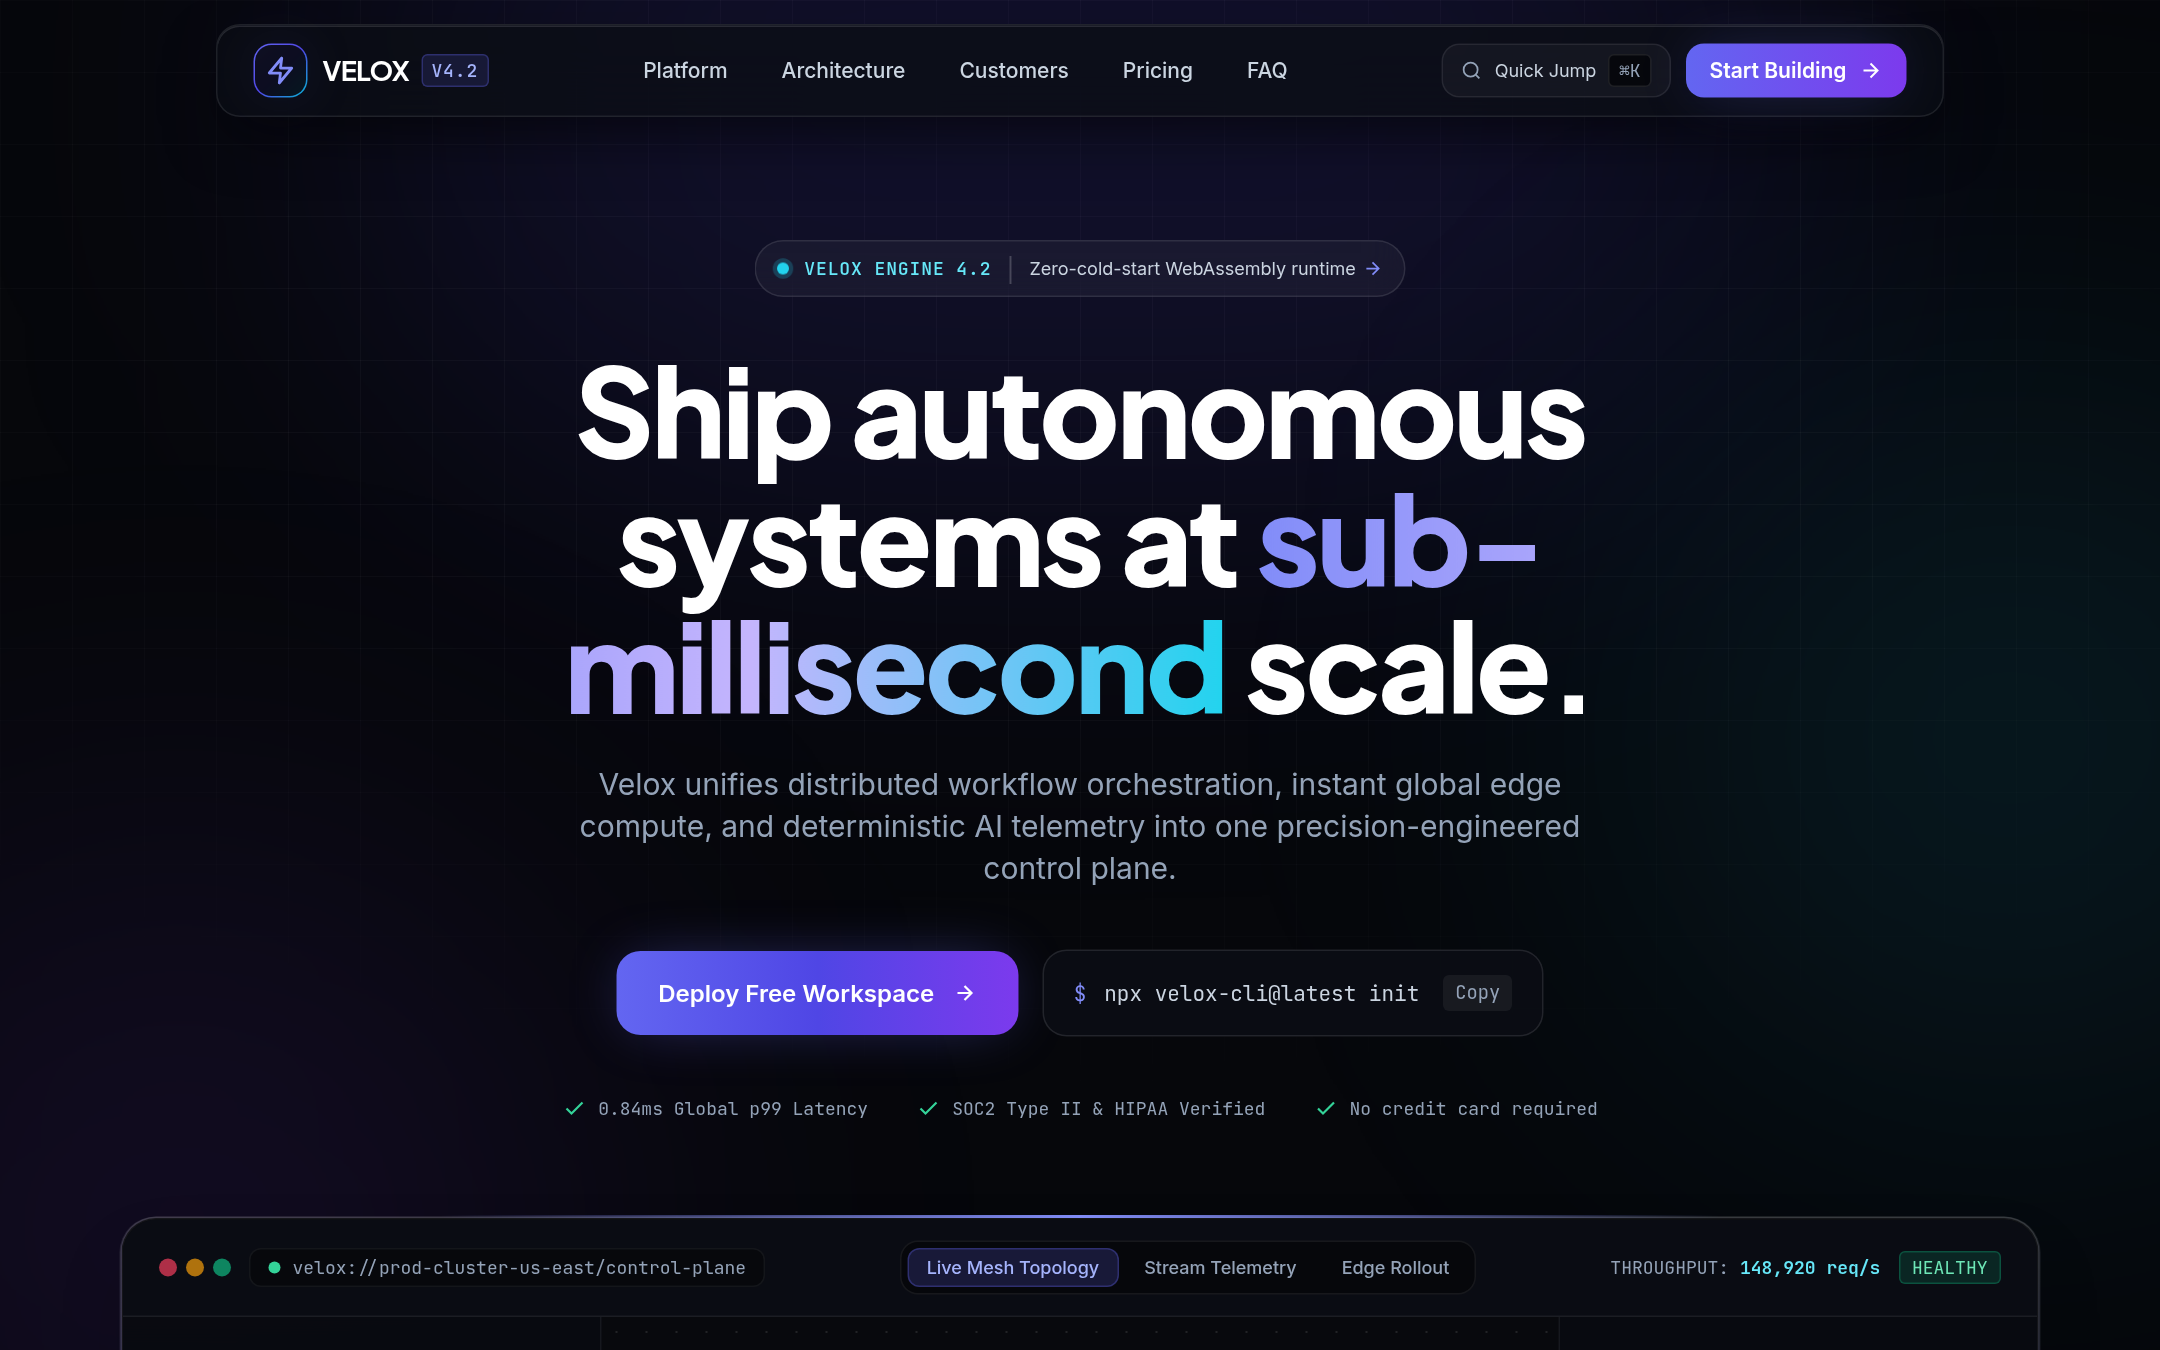 VELOX V4.2 Platform Architecture Customers Pricing FAQ Quick Jump ⌘K Start Building →
VELOX ENGINE 4.2 | Zero-cold-start WebAssembly runtime →
Ship autonomous
systems at sub-
millisecond scale.
Velox unifies distributed workflow orchestration, instant global edge
compute, and deterministic AI telemetry into one precision-engineered
control plane.
Deploy Free Workspace → $ npx velox-cli@latest init Copy
✓ 0.84ms Global p99 Latency ✓ SOC2 Type II & HIPAA Verified ✓ No credit card required
velox://prod-cluster-us-east/control-plane Live Mesh Topology Stream Telemetry Edge Rollout THROUGHPUT: 148,920 req/s HEALTHY